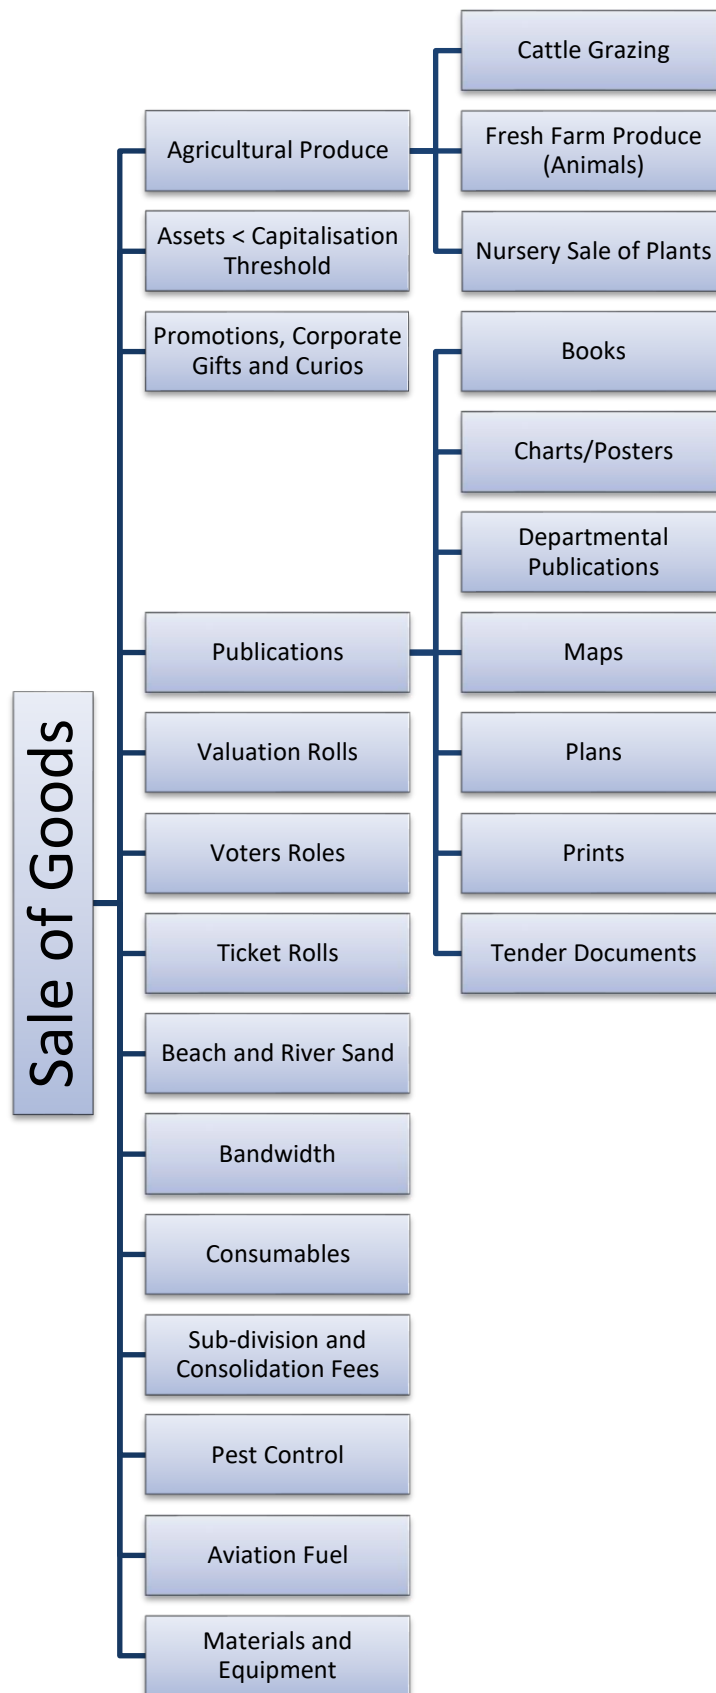 Sale of Goods
Agricultural Produce
Cattle Grazing
Fresh Farm Produce
(Animals)
Nursery Sale of Plants
Assets < Capitalisation
Threshold
Promotions, Corporate
Gifts and Curios
Publications
Books
Charts/Posters
Departmental
Publications
Maps
Plans
Prints
Tender Documents
Valuation Rolls
Voters Roles
Ticket Rolls
Beach and River Sand
Bandwidth
Consumables
Sub-division and
Consolidation Fees
Pest Control
Aviation Fuel
Materials and
Equipment